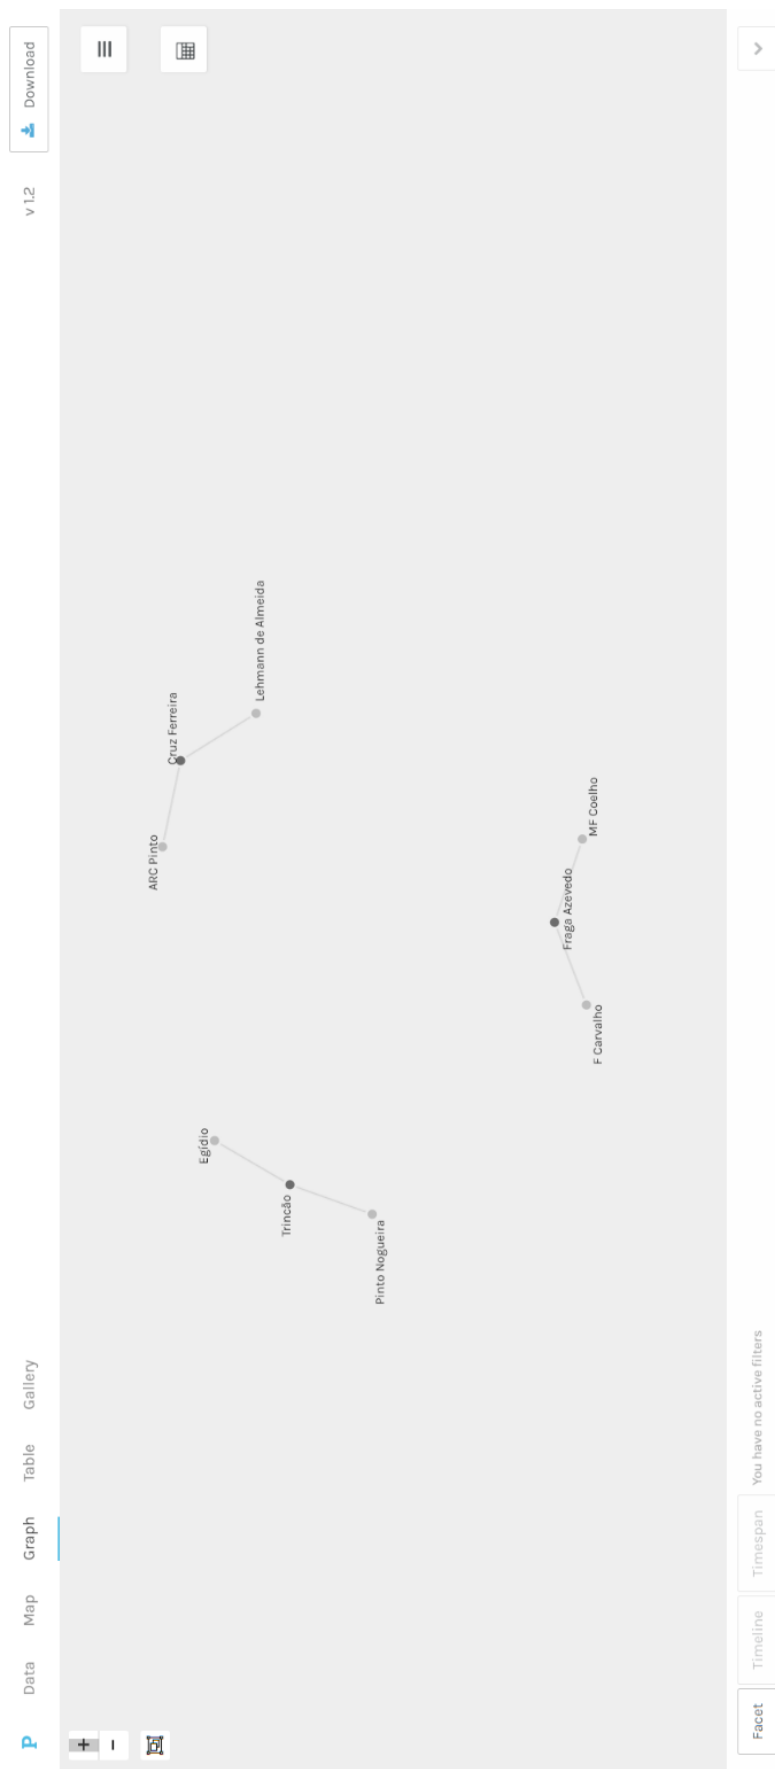 P
Data
Map
Graph
Table
Gallery
v 1.2
Download
+
−
Egídio
Trincão
Pinto Nogueira
ARC Pinto
Cruz Ferreira
Lehmann de Almeida
F Carvalho
Fraga Azevedo
MF Coelho
Facet
Timeline
Timespan
You have no active filters